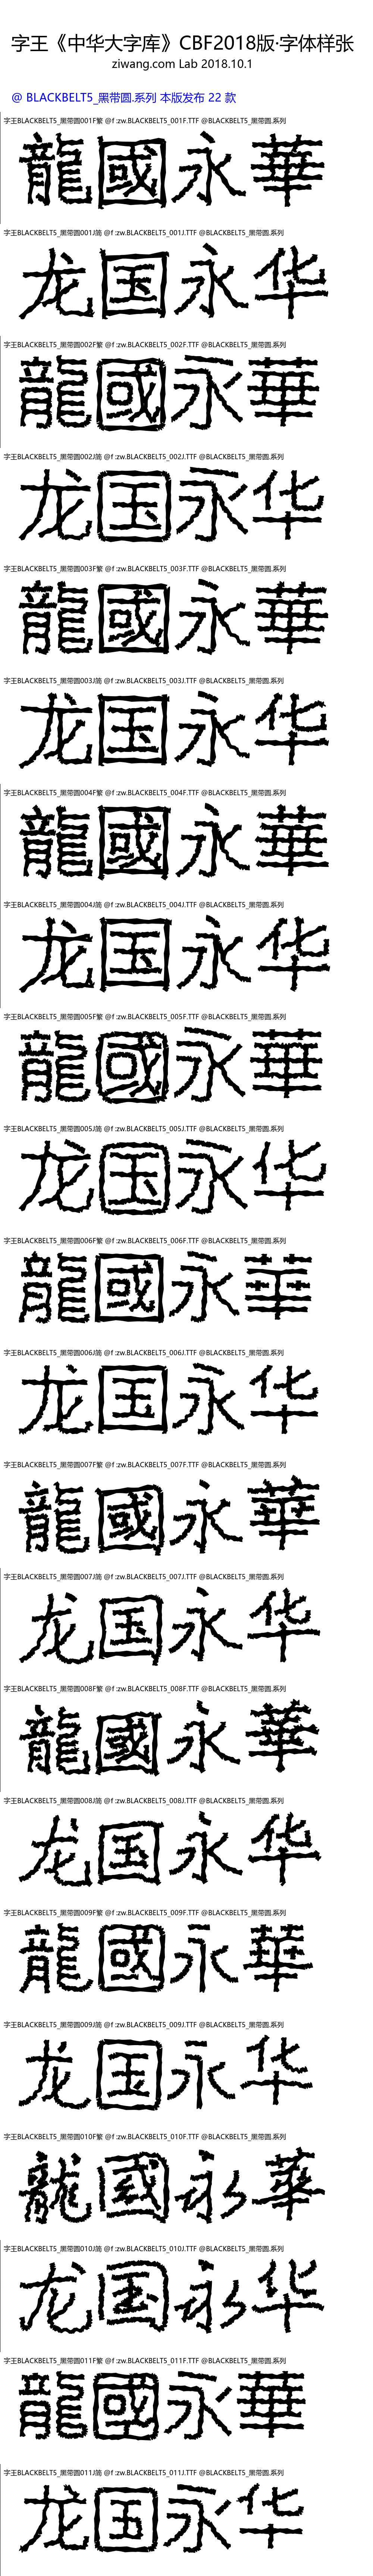 字王《中华大字库》CBF2018版·字体样张
ziwang.com Lab 2018.10.1
@ BLACKBELT5_黑带圆.系列 本版发布 22 款
字王BLACKBELT5_黑带圆001F繁 @f :zw.BLACKBELT5_001F.TTF @BLACKBELT5_黑带圆.系列
龍國永華
字王BLACKBELT5_黑带圆001J简 @f :zw.BLACKBELT5_001J.TTF @BLACKBELT5_黑带圆.系列
龙国永华
字王BLACKBELT5_黑带圆002F繁 @f :zw.BLACKBELT5_002F.TTF @BLACKBELT5_黑带圆.系列
龍國永華
字王BLACKBELT5_黑带圆002J简 @f :zw.BLACKBELT5_002J.TTF @BLACKBELT5_黑带圆.系列
龙国永华
字王BLACKBELT5_黑带圆003F繁 @f :zw.BLACKBELT5_003F.TTF @BLACKBELT5_黑带圆.系列
龍國永華
字王BLACKBELT5_黑带圆003J简 @f :zw.BLACKBELT5_003J.TTF @BLACKBELT5_黑带圆.系列
龙国永华
字王BLACKBELT5_黑带圆004F繁 @f :zw.BLACKBELT5_004F.TTF @BLACKBELT5_黑带圆.系列
龍國永華
字王BLACKBELT5_黑带圆004J简 @f :zw.BLACKBELT5_004J.TTF @BLACKBELT5_黑带圆.系列
龙国永华
字王BLACKBELT5_黑带圆005F繁 @f :zw.BLACKBELT5_005F.TTF @BLACKBELT5_黑带圆.系列
龍國永華
字王BLACKBELT5_黑带圆005J简 @f :zw.BLACKBELT5_005J.TTF @BLACKBELT5_黑带圆.系列
龙国永华
字王BLACKBELT5_黑带圆006F繁 @f :zw.BLACKBELT5_006F.TTF @BLACKBELT5_黑带圆.系列
龍國永華
字王BLACKBELT5_黑带圆006J简 @f :zw.BLACKBELT5_006J.TTF @BLACKBELT5_黑带圆.系列
龙国永华
字王BLACKBELT5_黑带圆007F繁 @f :zw.BLACKBELT5_007F.TTF @BLACKBELT5_黑带圆.系列
龍國永華
字王BLACKBELT5_黑带圆007J简 @f :zw.BLACKBELT5_007J.TTF @BLACKBELT5_黑带圆.系列
龙国永华
字王BLACKBELT5_黑带圆008F繁 @f :zw.BLACKBELT5_008F.TTF @BLACKBELT5_黑带圆.系列
龍國永華
字王BLACKBELT5_黑带圆008J简 @f :zw.BLACKBELT5_008J.TTF @BLACKBELT5_黑带圆.系列
龙国永华
字王BLACKBELT5_黑带圆009F繁 @f :zw.BLACKBELT5_009F.TTF @BLACKBELT5_黑带圆.系列
龍國永華
字王BLACKBELT5_黑带圆009J简 @f :zw.BLACKBELT5_009J.TTF @BLACKBELT5_黑带圆.系列
龙国永华
字王BLACKBELT5_黑带圆010F繁 @f :zw.BLACKBELT5_010F.TTF @BLACKBELT5_黑带圆.系列
龍國永華
字王BLACKBELT5_黑带圆010J简 @f :zw.BLACKBELT5_010J.TTF @BLACKBELT5_黑带圆.系列
龙国永华
字王BLACKBELT5_黑带圆011F繁 @f :zw.BLACKBELT5_011F.TTF @BLACKBELT5_黑带圆.系列
龍國永華
字王BLACKBELT5_黑带圆011J简 @f :zw.BLACKBELT5_011J.TTF @BLACKBELT5_黑带圆.系列
龙国永华